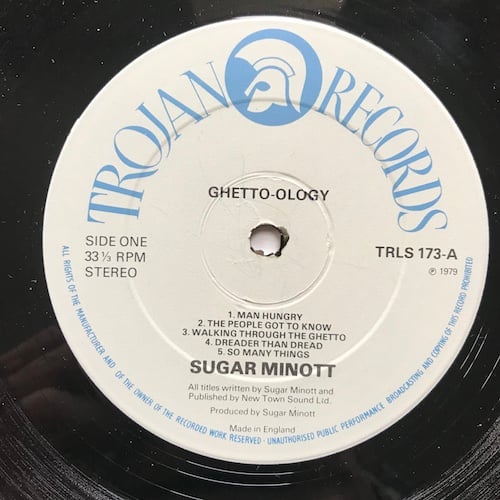 TROJAN RECORDS
GHETTO-OLOGY
SIDE ONE
33 ⅓ RPM
STEREO
TRLS 173-A
℗ 1979
1. MAN HUNGRY
2. THE PEOPLE GOT TO KNOW
3. WALKING THROUGH THE GHETTO
4. DREADER THAN DREAD
5. SO MANY THINGS
SUGAR MINOTT
All titles written by Sugar Minott and
Published by New Town Sound Ltd.
Produced by Sugar Minott
Made in England
ALL RIGHTS OF THE MANUFACTURER AND OF THE OWNER OF THE RECORDED WORK RESERVED · UNAUTHORISED PUBLIC PERFORMANCE BROADCASTING AND COPYING OF THIS RECORD PROHIBITED